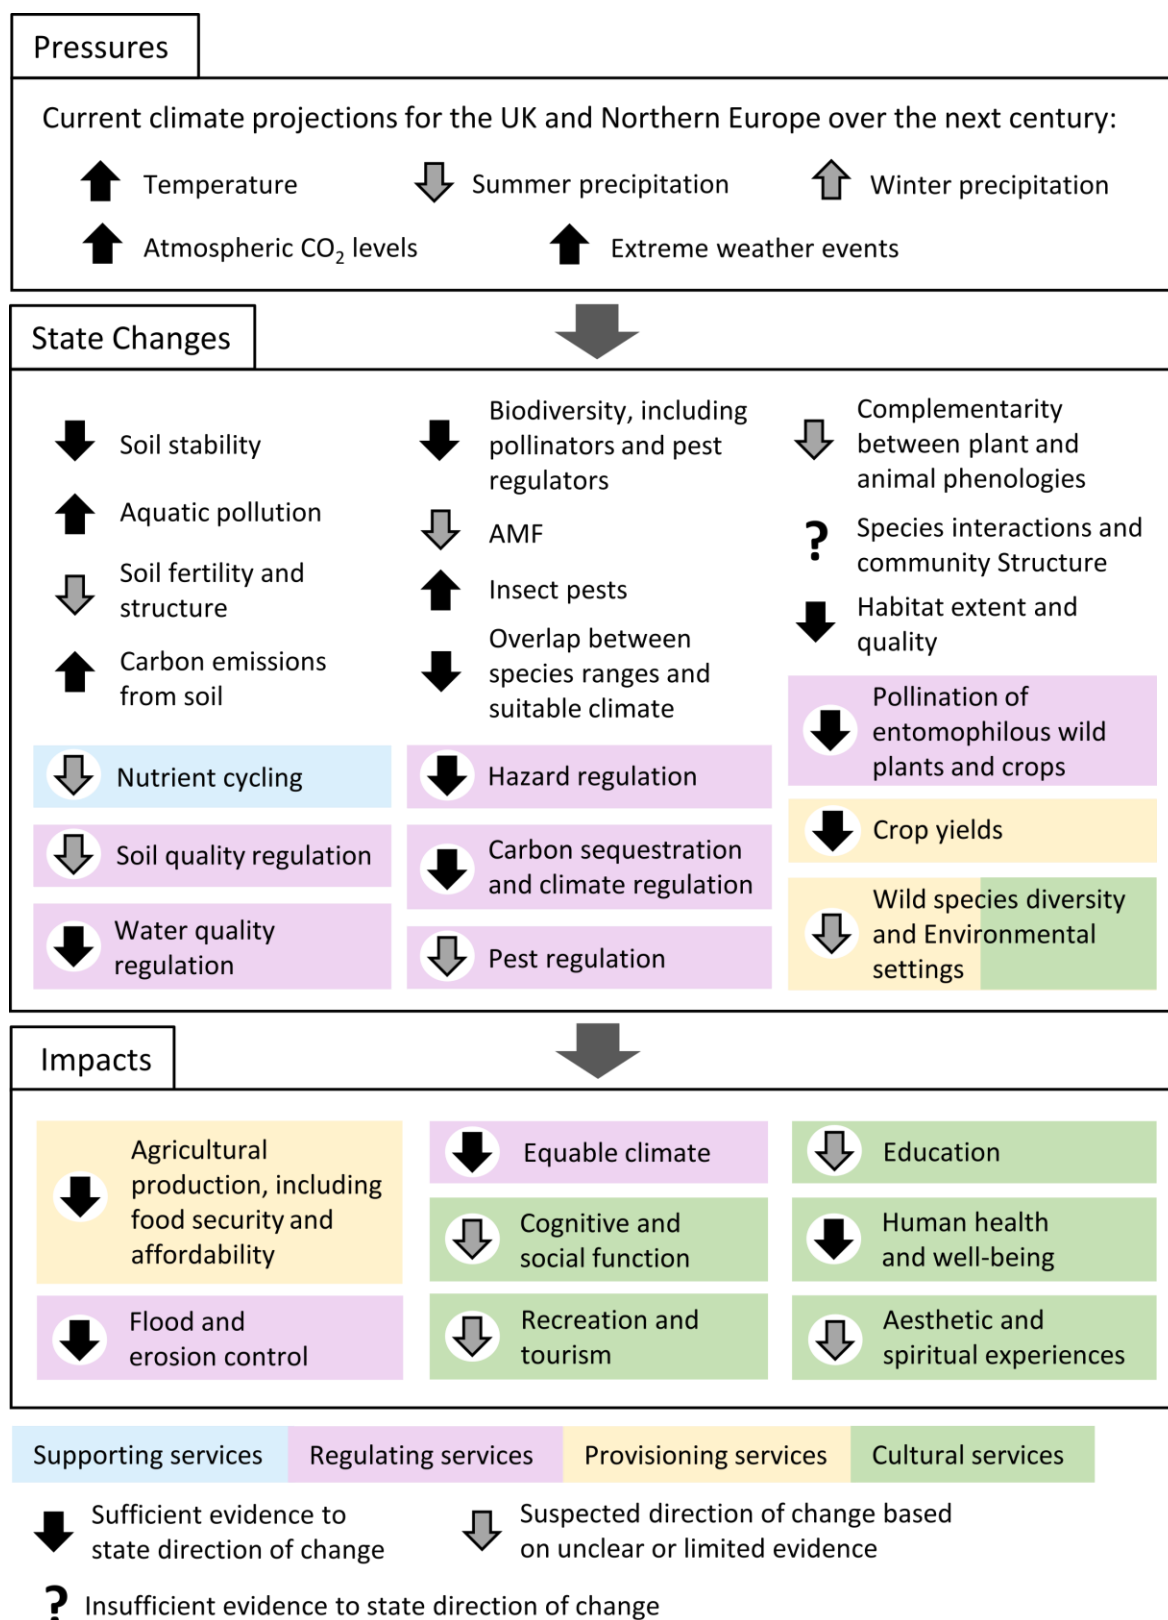 Pressures
Current climate projections for the UK and Northern Europe over the next century:
Temperature
Summer precipitation
Winter precipitation
Atmospheric CO₂ levels
Extreme weather events
State Changes
Soil stability
Aquatic pollution
Soil fertility and
structure
Carbon emissions
from soil
Nutrient cycling
Soil quality regulation
Water quality
regulation
Biodiversity, including
pollinators and pest
regulators
AMF
Insect pests
Overlap between
species ranges and
suitable climate
Hazard regulation
Carbon sequestration
and climate regulation
Pest regulation
Complementarity
between plant and
animal phenologies
? Species interactions and
community Structure
Habitat extent and
quality
Pollination of
entomophilous wild
plants and crops
Crop yields
Wild species diversity
and Environmental
settings
Impacts
Agricultural
production, including
food security and
affordability
Flood and
erosion control
Equable climate
Cognitive and
social function
Recreation and
tourism
Education
Human health
and well-being
Aesthetic and
spiritual experiences
Supporting services
Regulating services
Provisioning services
Cultural services
Sufficient evidence to
state direction of change
Suspected direction of change based
on unclear or limited evidence
? Insufficient evidence to state direction of change